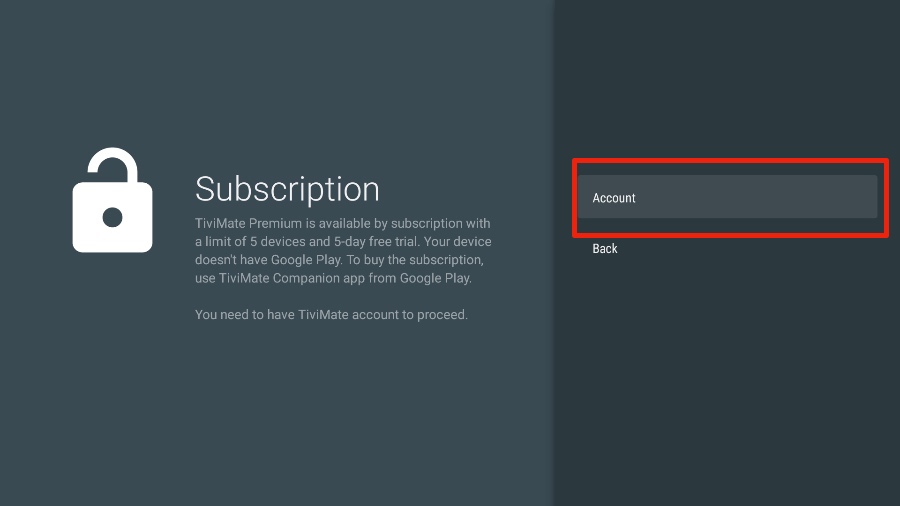 Subscription
TiviMate Premium is available by subscription with
a limit of 5 devices and 5-day free trial. Your device
doesn't have Google Play. To buy the subscription,
use TiviMate Companion app from Google Play.
You need to have TiviMate account to proceed.
Account
Back